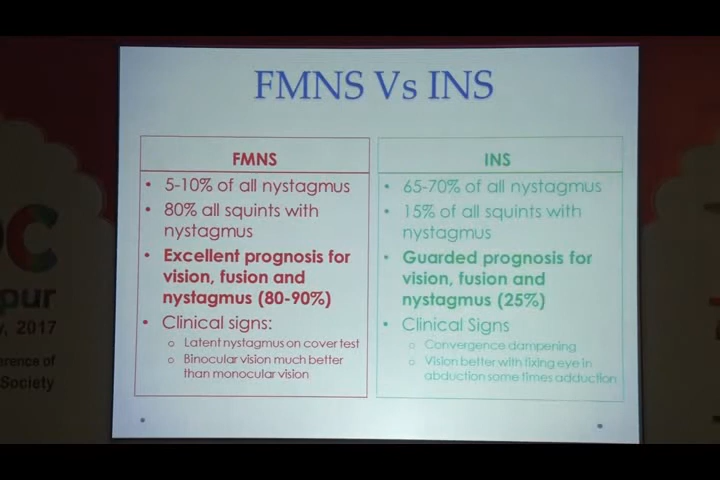 FMNS Vs INS
FMNS
• 5-10% of all nystagmus
• 80% all squints with
nystagmus
• Excellent prognosis for
vision, fusion and
nystagmus (80-90%)
• Clinical signs:
o Latent nystagmus on cover test
o Binocular vision much better
than monocular vision
INS
• 65-70% of all nystagmus
• 15% of all squints with
nystagmus
• Guarded prognosis for
vision, fusion and
nystagmus (25%)
• Clinical Signs
o Convergence dampening
o Vision better with fixing eye in
abduction some times adduction
2017
Society